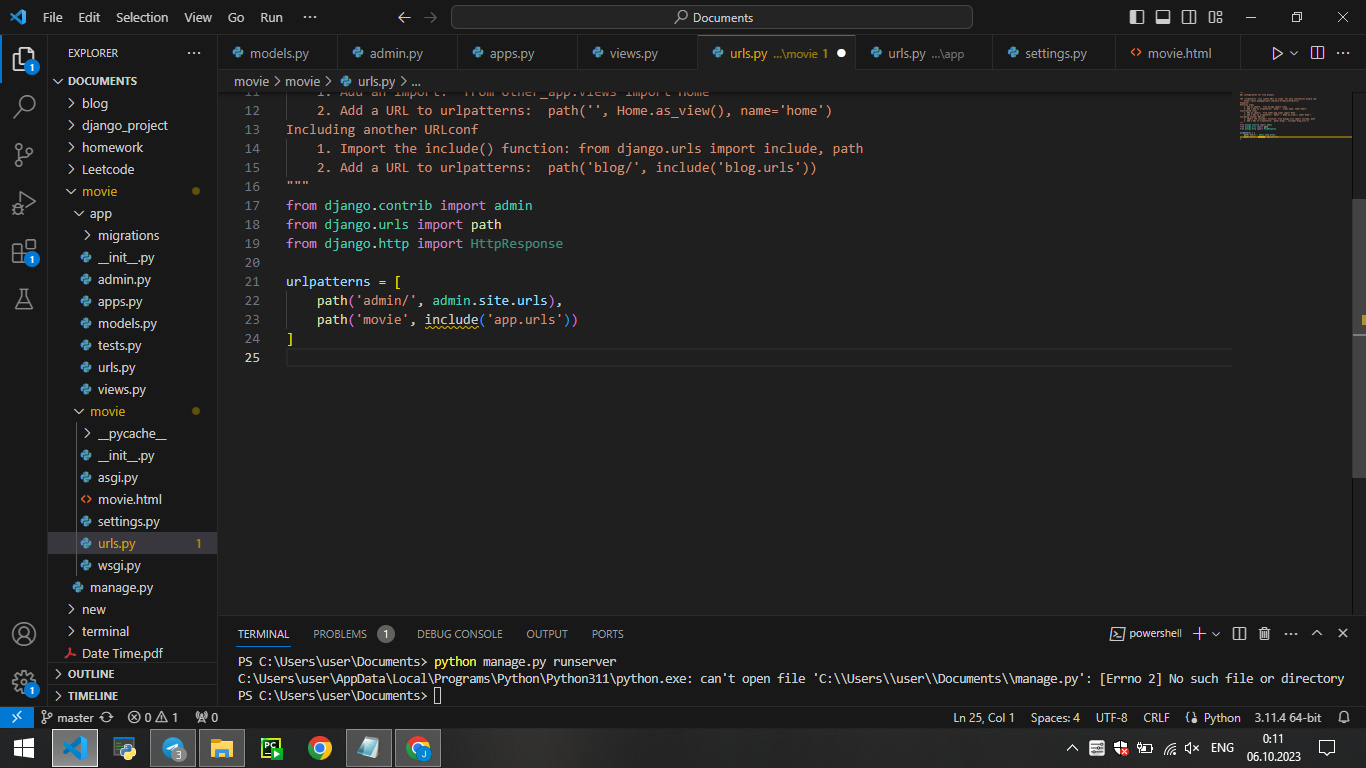 File Edit Selection View Go Run ··· Documents
EXPLORER ···
models.py admin.py apps.py views.py urls.py ...\movie 1 urls.py ...\app settings.py movie.html
DOCUMENTS
movie > movie > urls.py > ...
blog
django_project
homework
Leetcode
movie
app
migrations
__init__.py
admin.py
apps.py
models.py
tests.py
urls.py
views.py
movie
__pycache__
__init__.py
asgi.py
movie.html
settings.py
urls.py 1
wsgi.py
manage.py
new
terminal
Date Time.pdf
OUTLINE
TIMELINE
1
1
1
11 1. Add an import: from other_app.views import Home
12 2. Add a URL to urlpatterns: path('', Home.as_view(), name='home')
13 Including another URLconf
14 1. Import the include() function: from django.urls import include, path
15 2. Add a URL to urlpatterns: path('blog/', include('blog.urls'))
16 """
17 from django.contrib import admin
18 from django.urls import path
19 from django.http import HttpResponse
20
21 urlpatterns = [
22 path('admin/', admin.site.urls),
23 path('movie', include('app.urls'))
24 ]
25
TERMINAL PROBLEMS 1 DEBUG CONSOLE OUTPUT PORTS powershell
PS C:\Users\user\Documents> python manage.py runserver
C:\Users\user\AppData\Local\Programs\Python\Python311\python.exe: can't open file 'C:\\Users\\user\\Documents\\manage.py': [Errno 2] No such file or directory
PS C:\Users\user\Documents>
master 0 1 0 Ln 25, Col 1 Spaces: 4 UTF-8 CRLF Python 3.11.4 64-bit
3 PC J ENG 0:11
06.10.2023